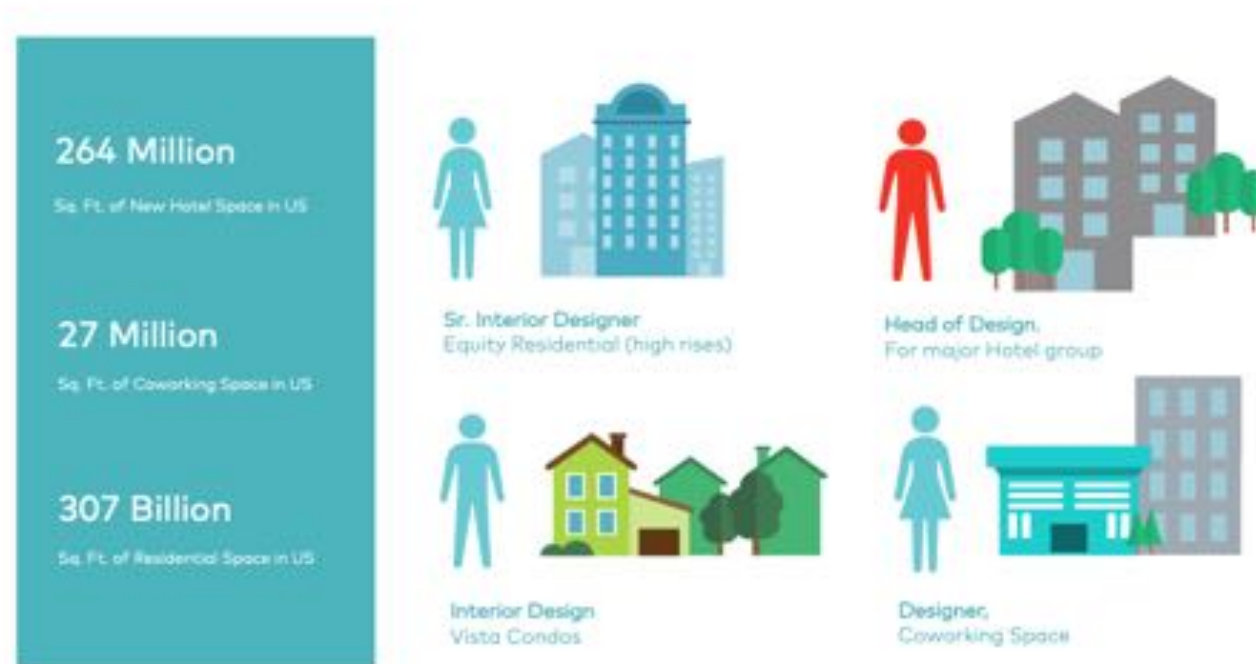 264 Million
Sq. Ft. of New Hotel Space in US
27 Million
Sq. Ft. of Coworking Space in US
307 Billion
Sq. Ft. of Residential Space in US
Sr. Interior Designer
Equity Residential (high rises)
Head of Design.
For major Hotel group
Interior Design
Vista Condos
Designer,
Coworking Space